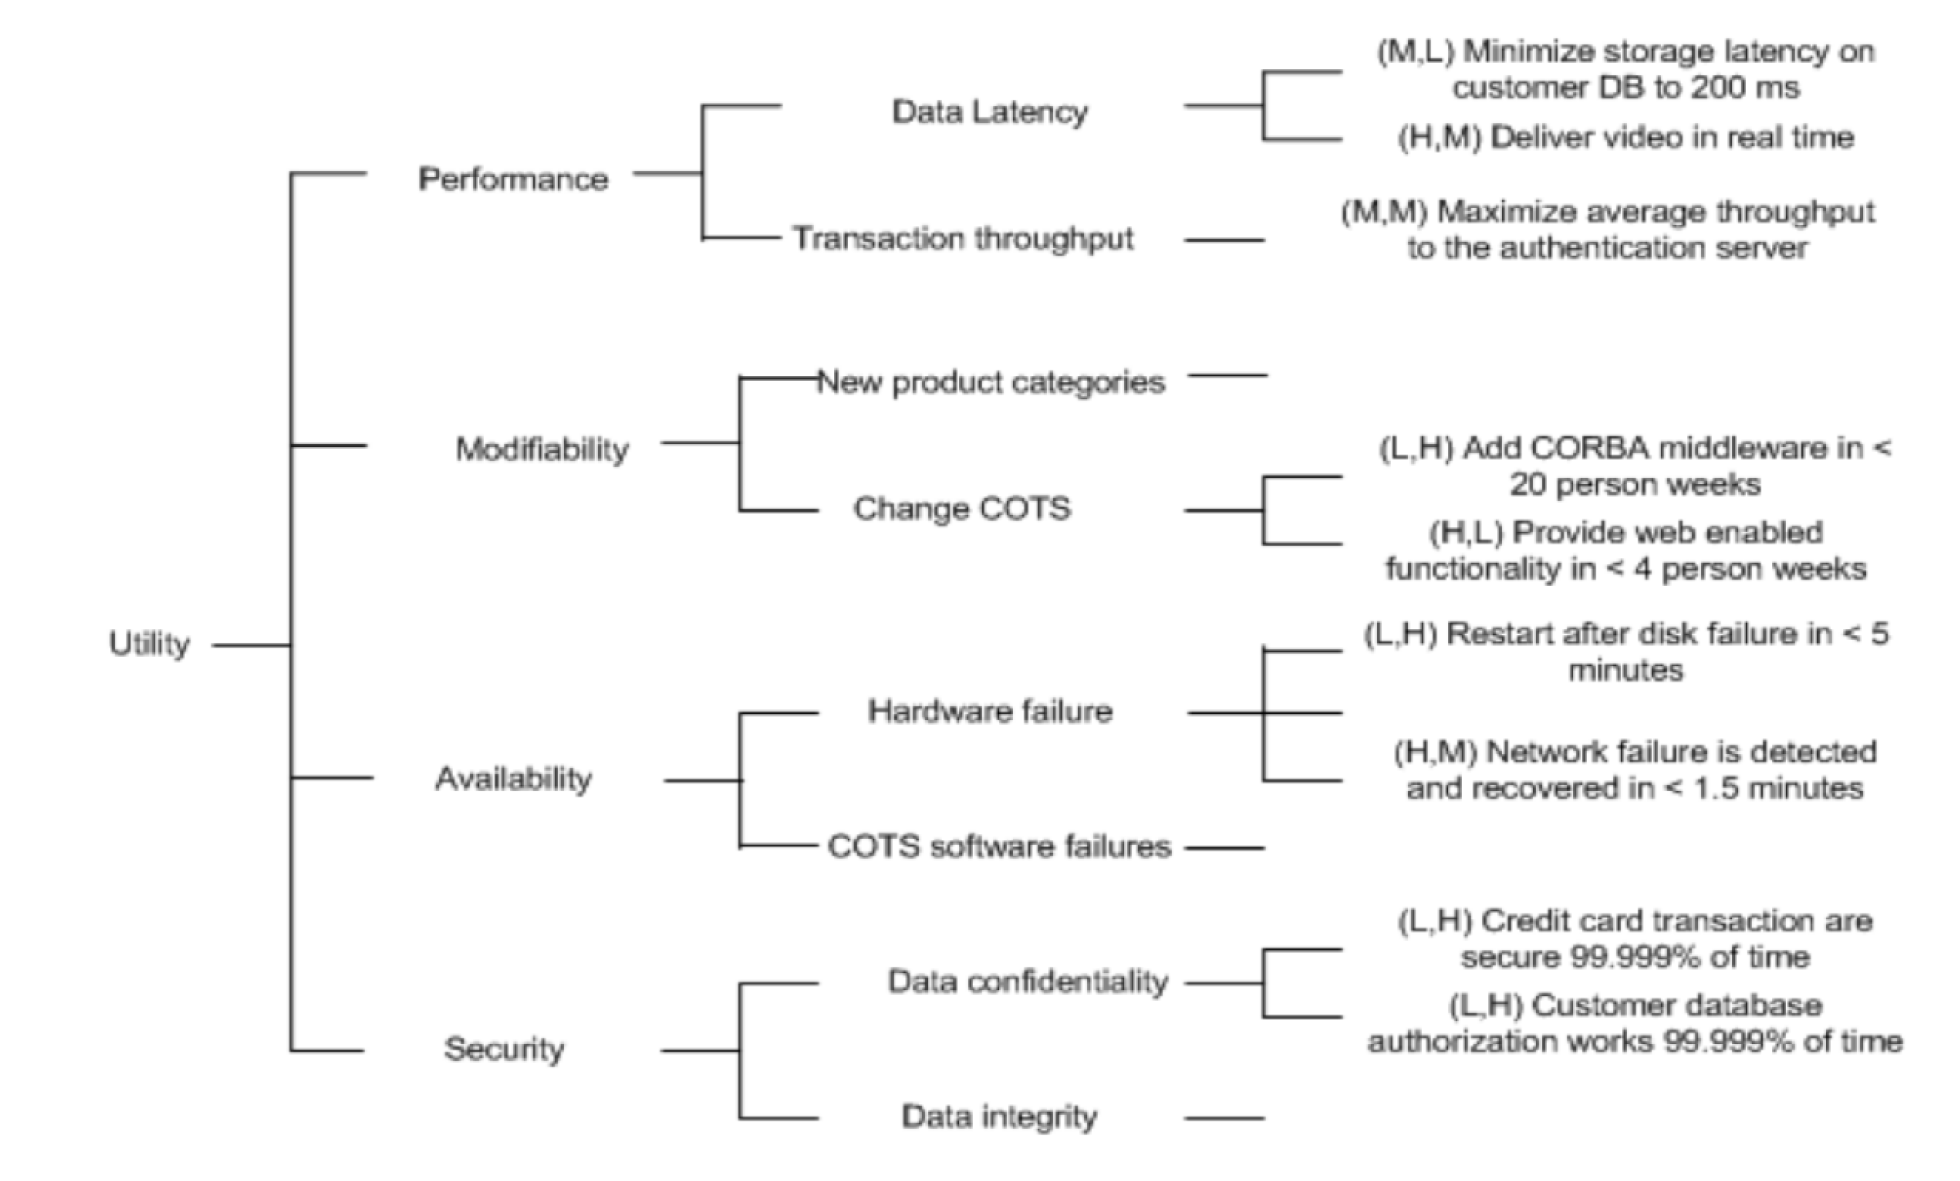 (M,L) Minimize storage latency on
customer DB to 200 ms
Data Latency
(H,M) Deliver video in real time
Performance
(M,M) Maximize average throughput
to the authentication server
Transaction throughput
New product categories
Modifiability
(L,H) Add CORBA middleware in <
20 person weeks
Change COTS
(H,L) Provide web enabled
functionality in < 4 person weeks
Utility
(L,H) Restart after disk failure in < 5
minutes
Hardware failure
(H,M) Network failure is detected
and recovered in < 1.5 minutes
Availability
COTS software failures
(L,H) Credit card transaction are
secure 99.999% of time
Data confidentiality
(L,H) Customer database
authorization works 99.999% of time
Security
Data integrity